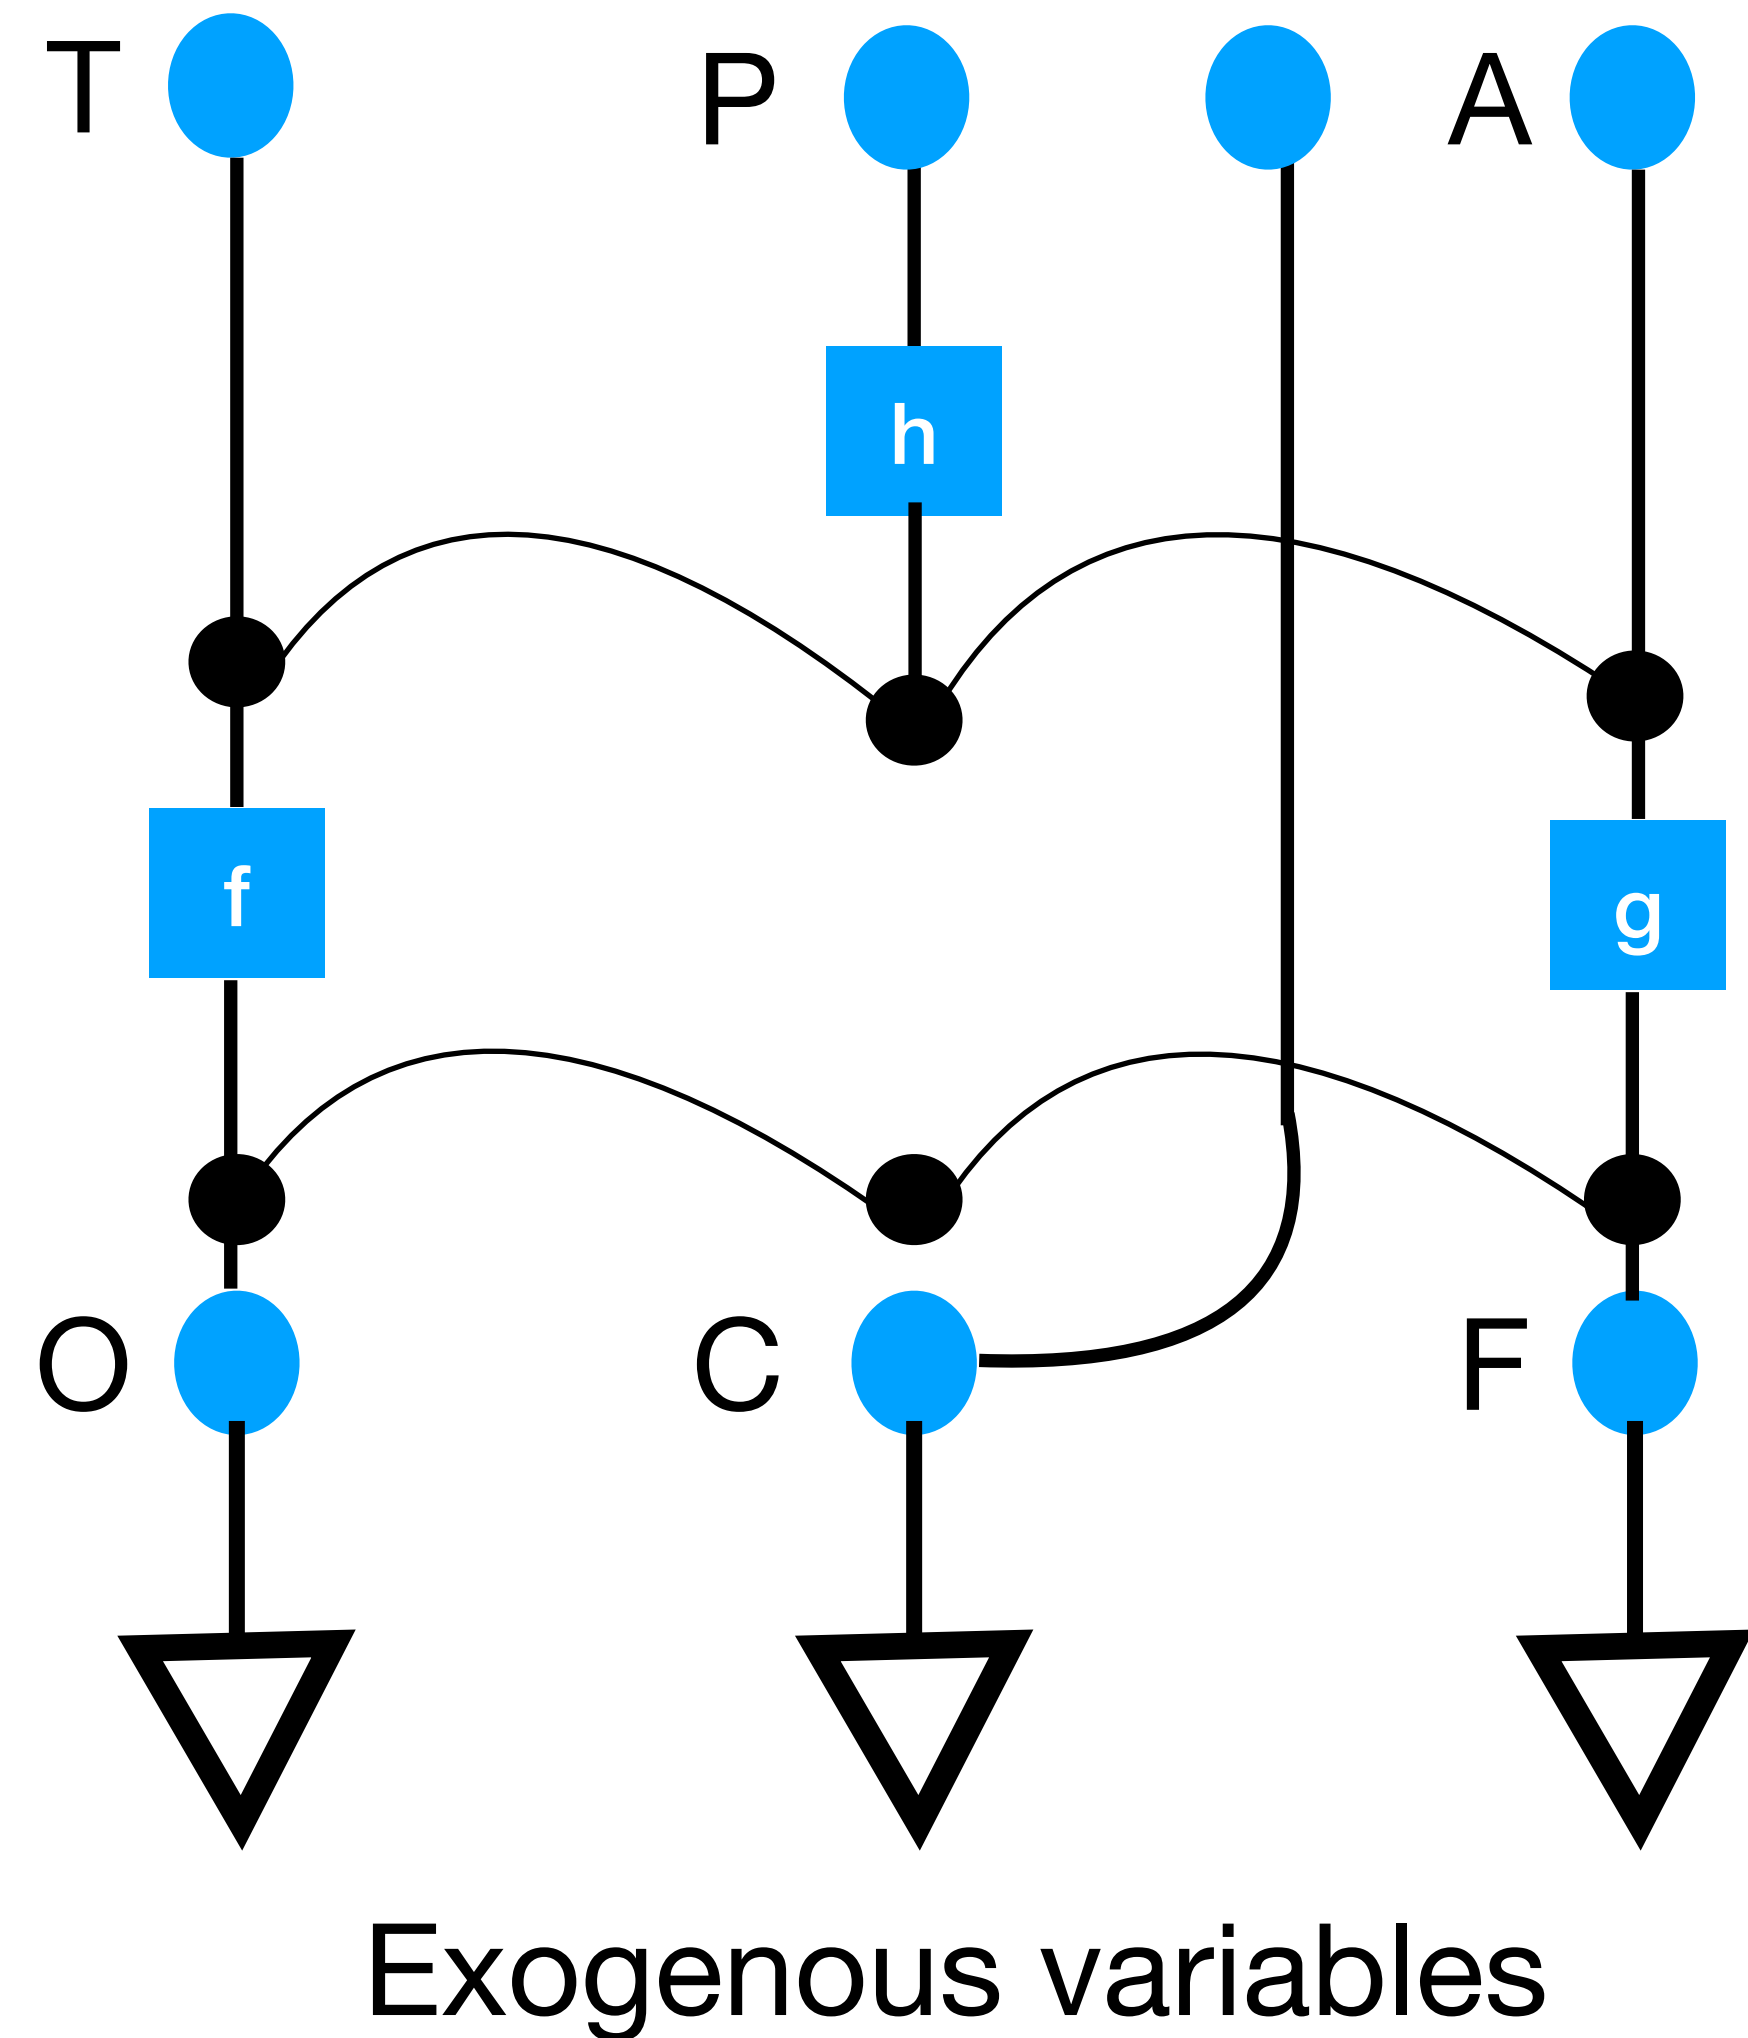 T P A
h
f
g
O C F
Exogenous variables